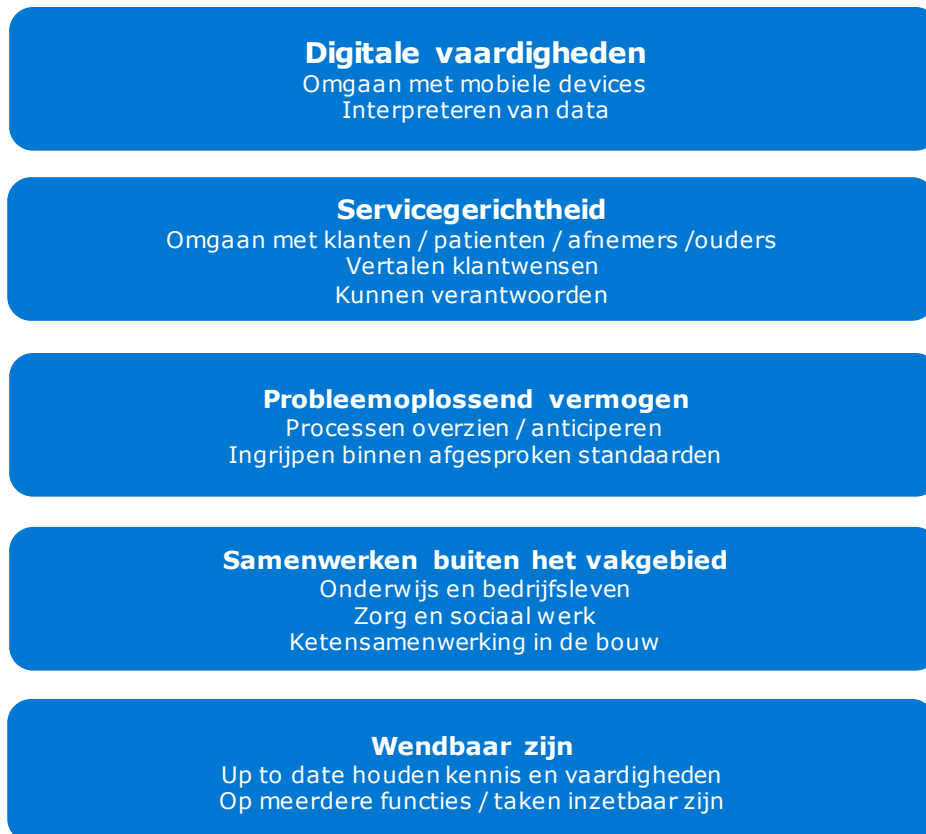 Digitale vaardigheden
Omgaan met mobiele devices
Interpreteren van data
Servicegerichtheid
Omgaan met klanten / patienten / afnemers /ouders
Vertalen klantwensen
Kunnen verantwoorden
Probleemoplossend vermogen
Processen overzien / anticiperen
Ingrijpen binnen afgesproken standaarden
Samenwerken buiten het vakgebied
Onderwijs en bedrijfsleven
Zorg en sociaal werk
Ketensamenwerking in de bouw
Wendbaar zijn
Up to date houden kennis en vaardigheden
Op meerdere functies / taken inzetbaar zijn